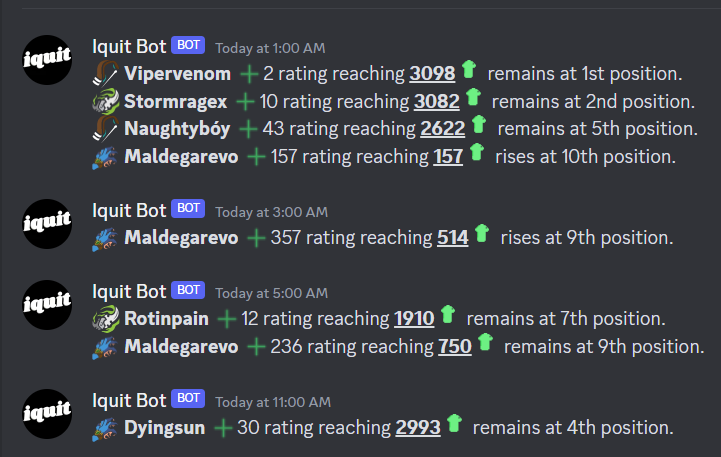 iquit
Iquit Bot BOT Today at 1:00 AM
Vipervenom + 2 rating reaching 3098 remains at 1st position.
Stormragex + 10 rating reaching 3082 remains at 2nd position.
Naughtybóy + 43 rating reaching 2622 remains at 5th position.
Maldegarevo + 157 rating reaching 157 rises at 10th position.
iquit
Iquit Bot BOT Today at 3:00 AM
Maldegarevo + 357 rating reaching 514 rises at 9th position.
iquit
Iquit Bot BOT Today at 5:00 AM
Rotinpain + 12 rating reaching 1910 remains at 7th position.
Maldegarevo + 236 rating reaching 750 remains at 9th position.
iquit
Iquit Bot BOT Today at 11:00 AM
Dyingsun + 30 rating reaching 2993 remains at 4th position.